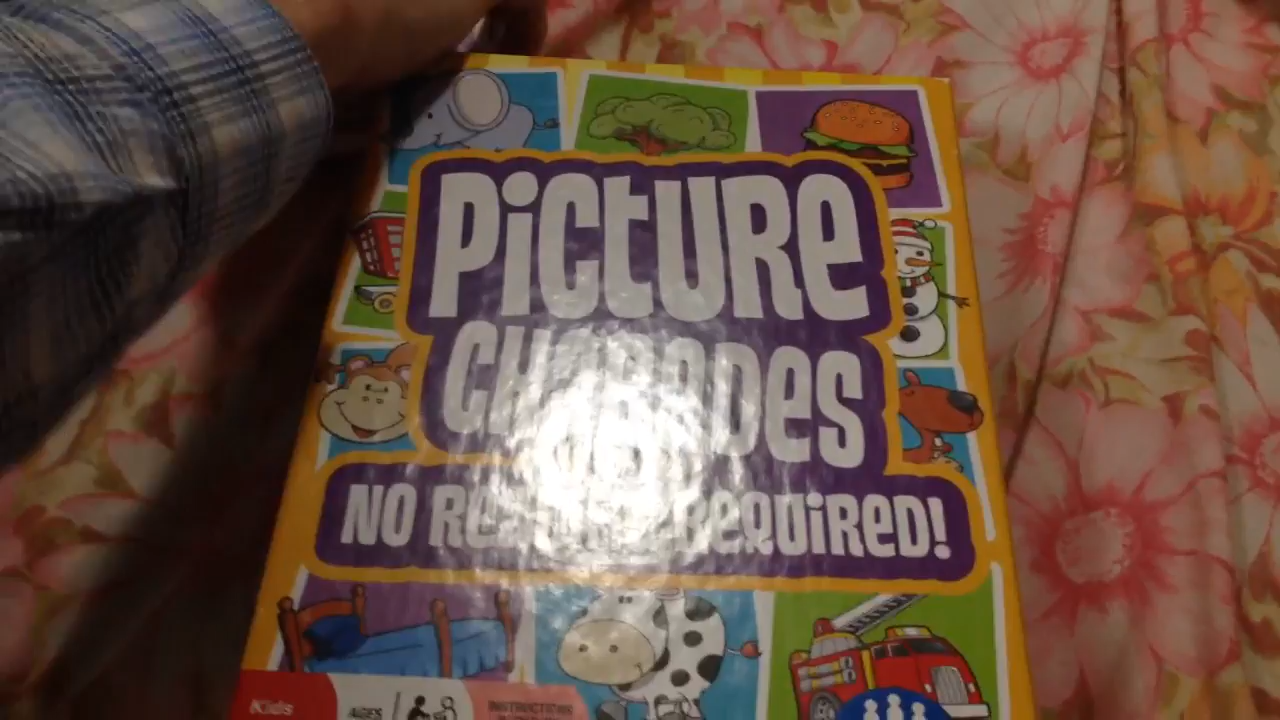 PiCtURe
CHARADes
NO ReADING ReQUiReD!
Kids
AGES
INSTRUCTIONS